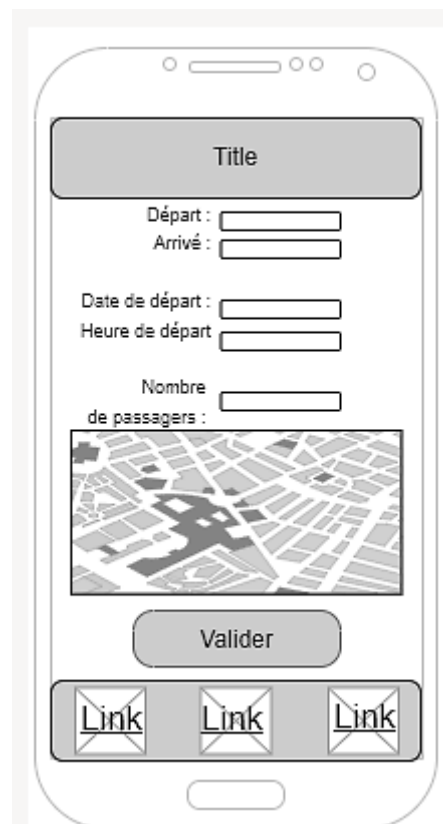 Title
Départ :
Arrivé :
Date de départ :
Heure de départ
Nombre
de passagers :
Valider
Link Link Link